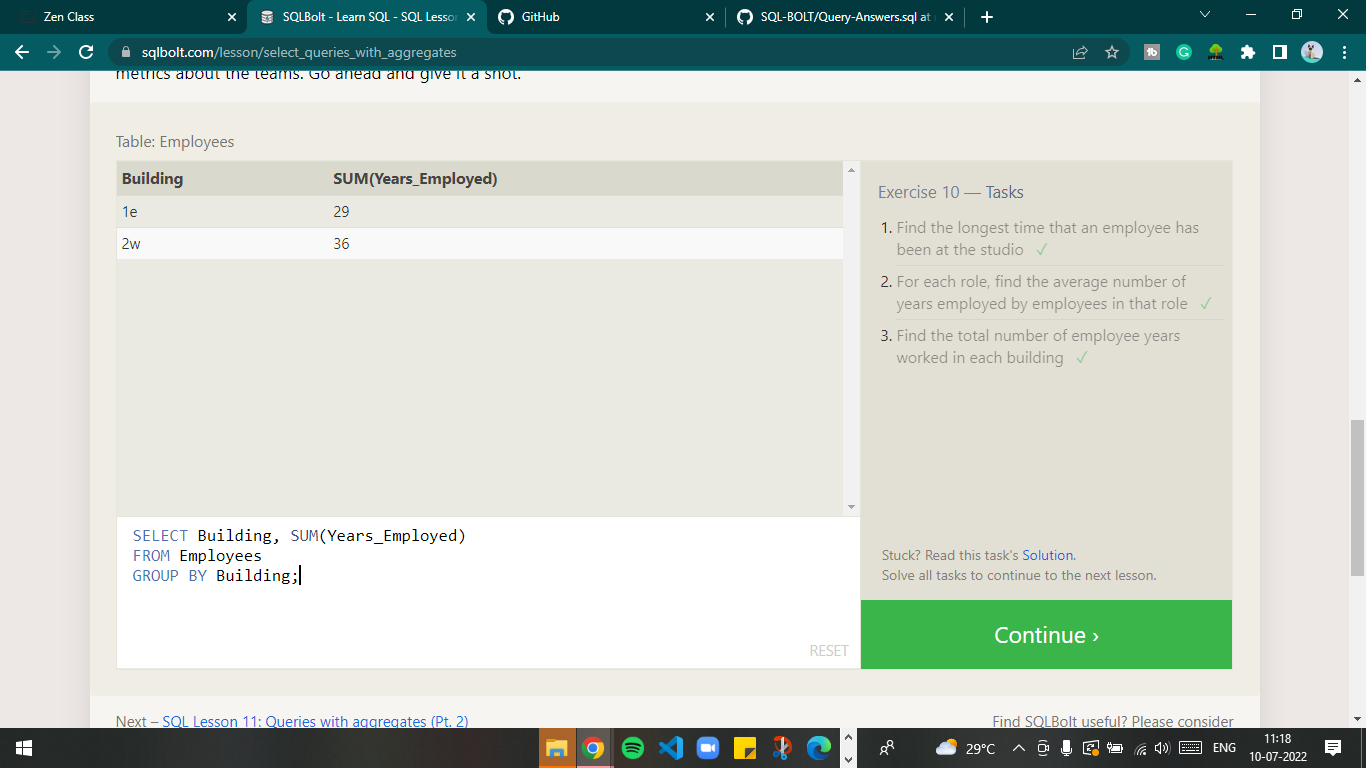 Zen Class
SQLBolt - Learn SQL - SQL Lesson
GitHub
SQL-BOLT/Query-Answers.sql at
sqlbolt.com/lesson/select_queries_with_aggregates
metrics about the teams. Go ahead and give it a shot.
Table: Employees
Building SUM(Years_Employed)
1e 29
2w 36
Exercise 10 — Tasks
1. Find the longest time that an employee has
been at the studio ✓
2. For each role, find the average number of
years employed by employees in that role ✓
3. Find the total number of employee years
worked in each building ✓
SELECT Building, SUM(Years_Employed)
FROM Employees
GROUP BY Building;
RESET
Stuck? Read this task's Solution.
Solve all tasks to continue to the next lesson.
Continue ›
Next – SQL Lesson 11: Queries with aggregates (Pt. 2)
Find SQLBolt useful? Please consider
29°C
ENG
11:18
10-07-2022